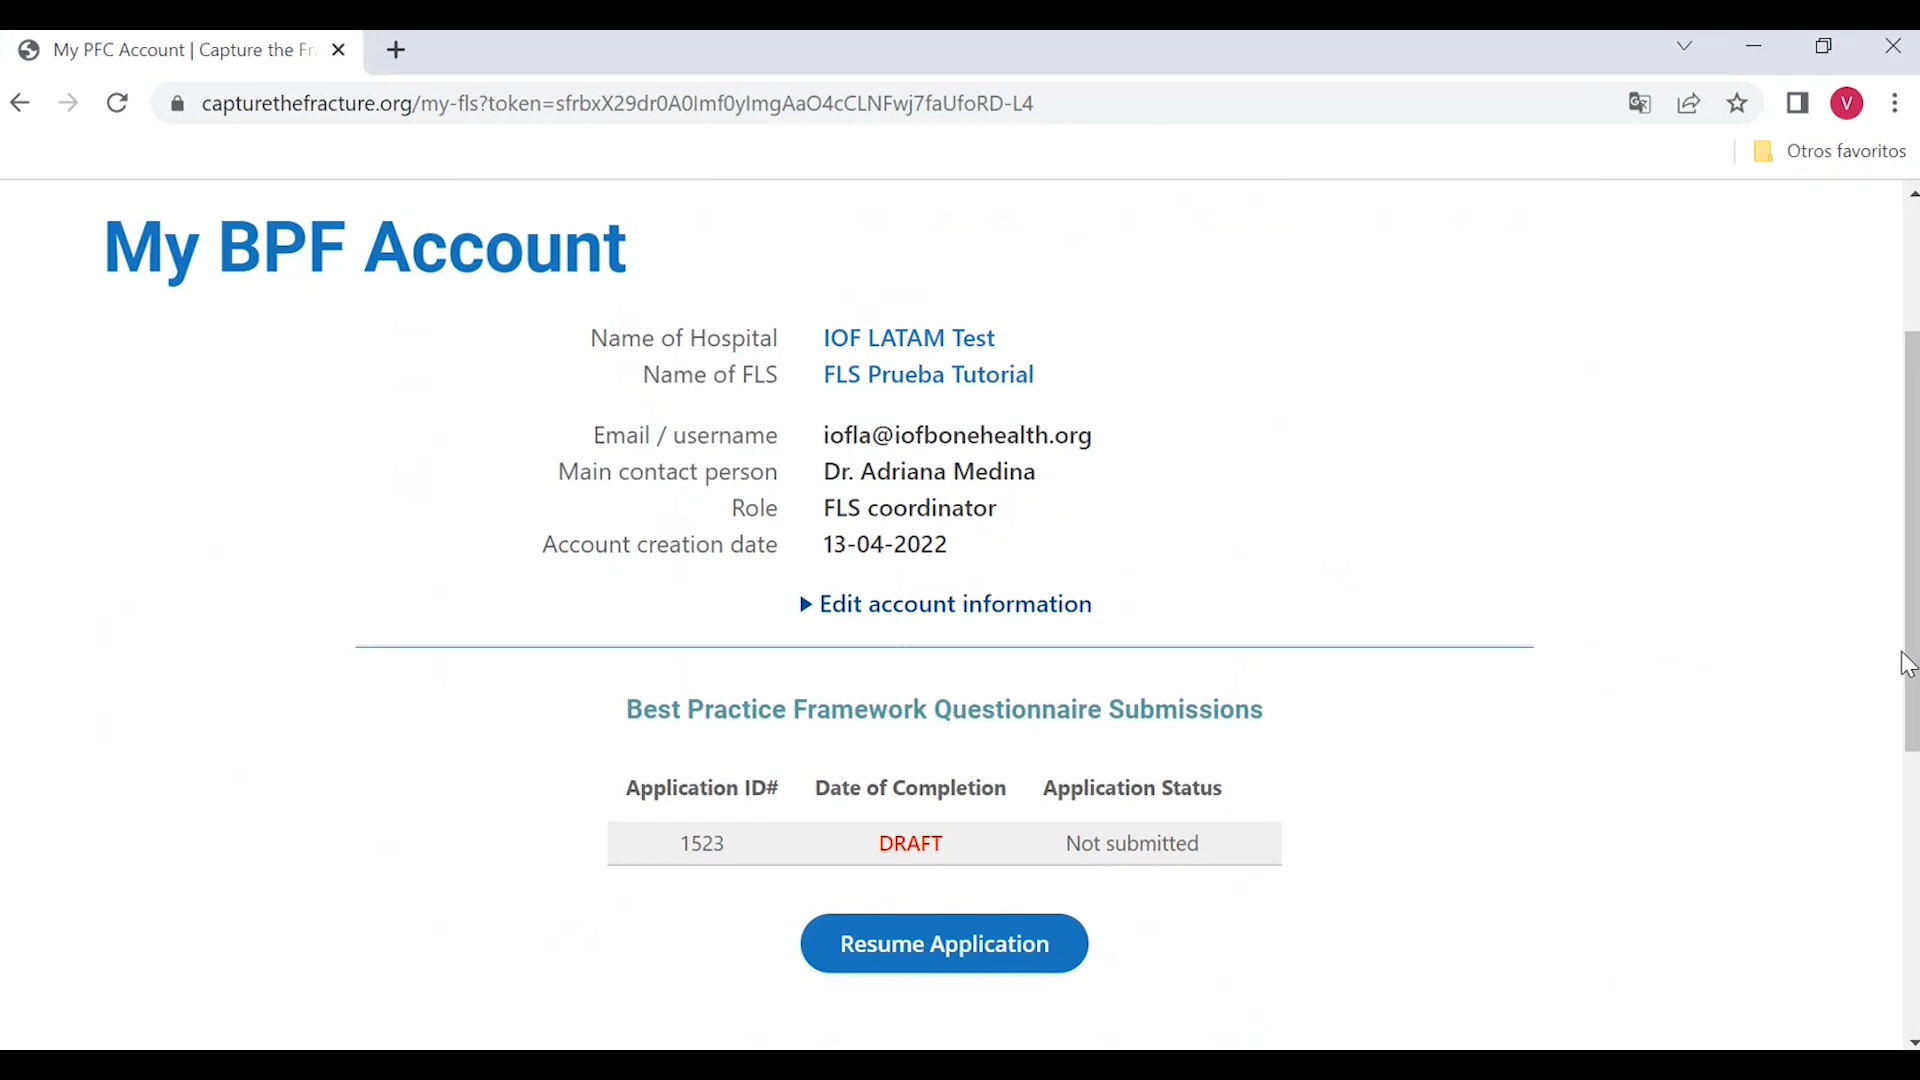 My PFC Account | Capture the Fr
capturethefracture.org/my-fls?token=sfrbxX29dr0A0Imf0yImgAaO4cCLNFwj7faUfoRD-L4
V
Otros favoritos
My BPF Account
Name of Hospital IOF LATAM Test
Name of FLS FLS Prueba Tutorial
Email / username iofla@iofbonehealth.org
Main contact person Dr. Adriana Medina
Role FLS coordinator
Account creation date 13-04-2022
Edit account information
Best Practice Framework Questionnaire Submissions
Application ID# Date of Completion Application Status
1523 DRAFT Not submitted
Resume Application